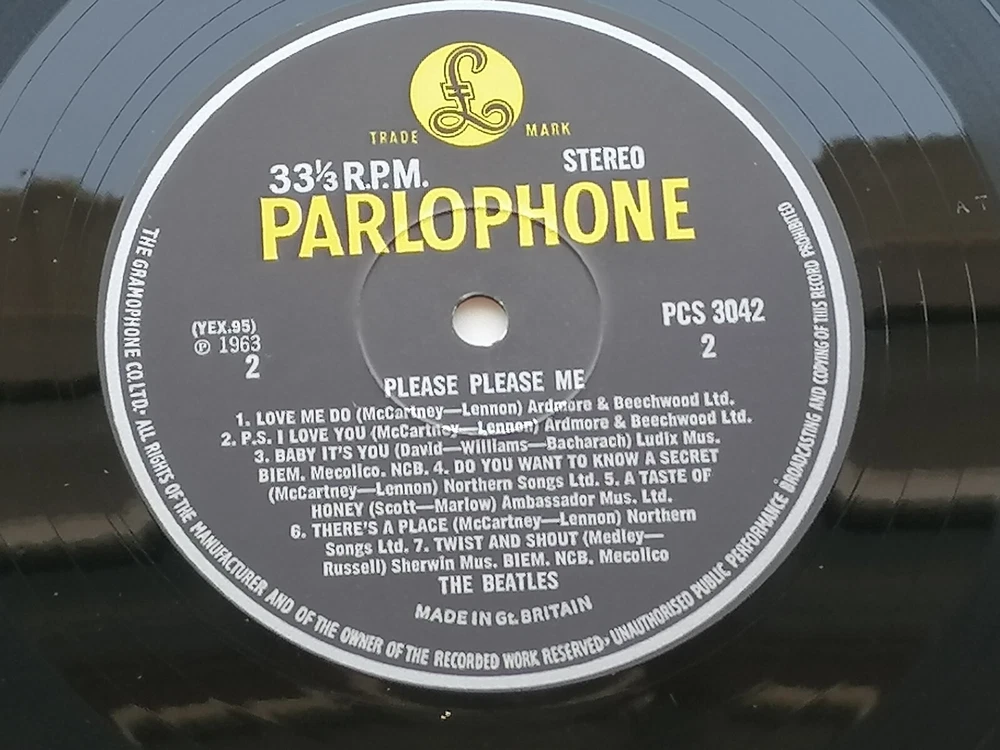 £
TRADE MARK
33⅓ R.P.M. STEREO
PARLOPHONE
(YEX.95)
℗ 1963
2
PCS 3042
2
PLEASE PLEASE ME
1. LOVE ME DO (McCartney—Lennon) Ardmore & Beechwood Ltd.
2. P.S. I LOVE YOU (McCartney—Lennon) Ardmore & Beechwood Ltd.
3. BABY IT'S YOU (David—Williams—Bacharach) Ludix Mus.
BIEM. Mecolico. NCB. 4. DO YOU WANT TO KNOW A SECRET
(McCartney—Lennon) Northern Songs Ltd. 5. A TASTE OF
HONEY (Scott—Marlow) Ambassador Mus. Ltd.
6. THERE'S A PLACE (McCartney—Lennon) Northern
Songs Ltd. 7. TWIST AND SHOUT (Medley—
Russell) Sherwin Mus. BIEM. NCB. Mecolico
THE BEATLES
MADE IN Gt. BRITAIN
THE GRAMOPHONE CO. LTD. · ALL RIGHTS OF THE MANUFACTURER AND OF THE OWNER OF THE RECORDED WORK RESERVED · UNAUTHORISED PUBLIC PERFORMANCE BROADCASTING AND COPYING OF THIS RECORD PROHIBITED
AT